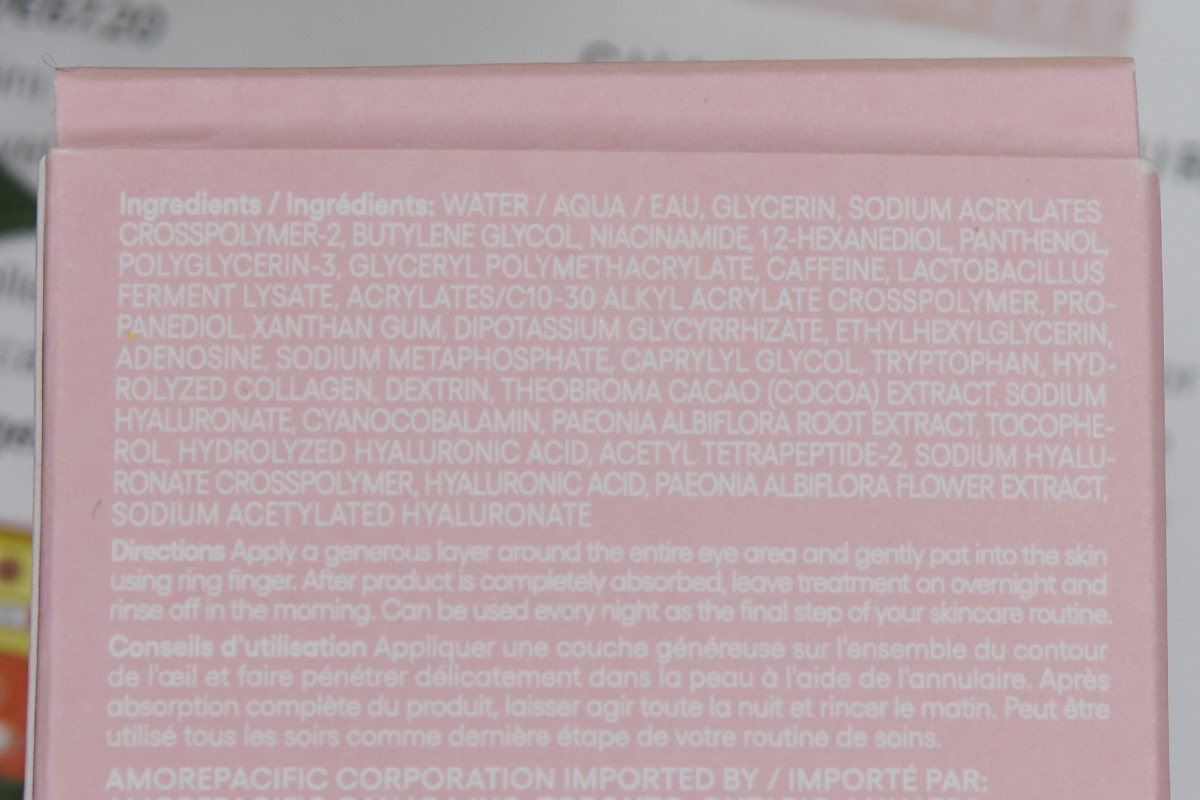 Ingredients / Ingrédients: WATER / AQUA / EAU, GLYCERIN, SODIUM ACRYLATES
CROSSPOLYMER-2, BUTYLENE GLYCOL, NIACINAMIDE, 1,2-HEXANEDIOL, PANTHENOL,
POLYGLYCERIN-3, GLYCERYL POLYMETHACRYLATE, CAFFEINE, LACTOBACILLUS
FERMENT LYSATE, ACRYLATES/C10-30 ALKYL ACRYLATE CROSSPOLYMER, PRO-
PANEDIOL, XANTHAN GUM, DIPOTASSIUM GLYCYRRHIZATE, ETHYLHEXYLGLYCERIN,
ADENOSINE, SODIUM METAPHOSPHATE, CAPRYLYL GLYCOL, TRYPTOPHAN, HYD-
ROLYZED COLLAGEN, DEXTRIN, THEOBROMA CACAO (COCOA) EXTRACT, SODIUM
HYALURONATE, CYANOCOBALAMIN, PAEONIA ALBIFLORA ROOT EXTRACT, TOCOPHE-
ROL, HYDROLYZED HYALURONIC ACID, ACETYL TETRAPEPTIDE-2, SODIUM HYALU-
RONATE CROSSPOLYMER, HYALURONIC ACID, PAEONIA ALBIFLORA FLOWER EXTRACT,
SODIUM ACETYLATED HYALURONATE
Directions Apply a generous layer around the entire eye area and gently pat into the skin
using ring finger. After product is completely absorbed, leave treatment on overnight and
rinse off in the morning. Can be used every night as the final step of your skincare routine.
Conseils d'utilisation Appliquer une couche généreuse sur l'ensemble du contour
de l'œil et faire pénétrer délicatement dans la peau à l'aide de l'annulaire. Après
absorption complète du produit, laisser agir toute la nuit et rincer le matin. Peut être
utilisé tous les soirs comme dernière étape de votre routine de soins.
AMOREPACIFIC CORPORATION IMPORTED BY / IMPORTÉ PAR: